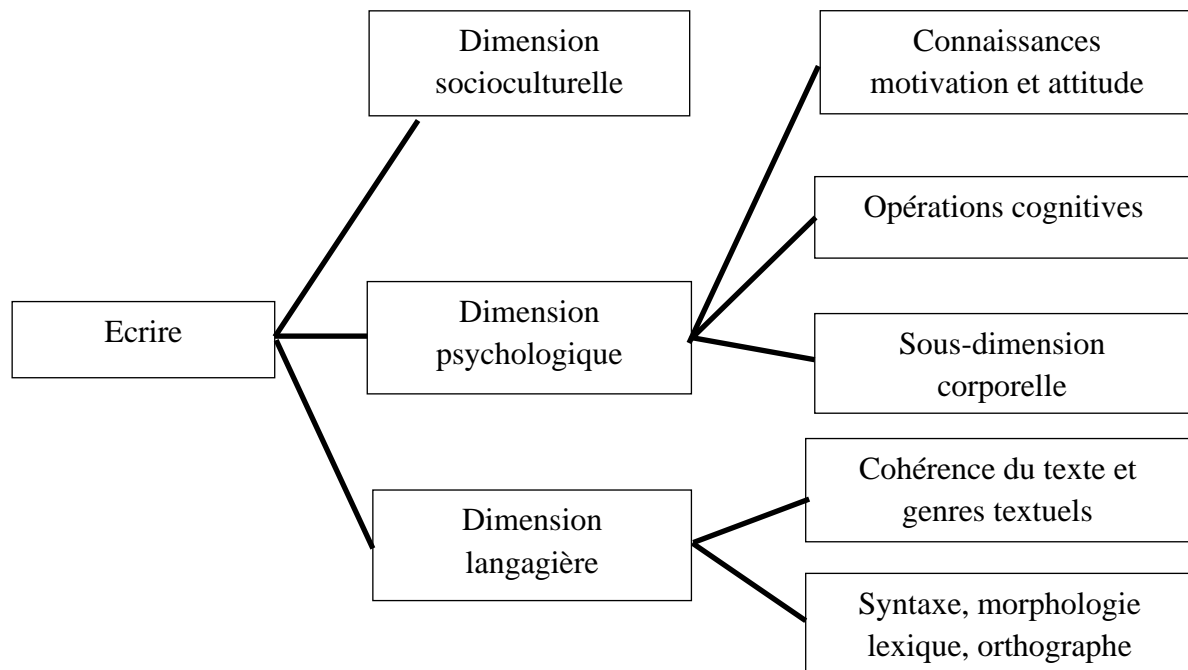 Dimension
socioculturelle
Connaissances
motivation et attitude
Opérations cognitives
Ecrire
Dimension
psychologique
Sous-dimension
corporelle
Dimension
langagière
Cohérence du texte et
genres textuels
Syntaxe, morphologie
lexique, orthographe